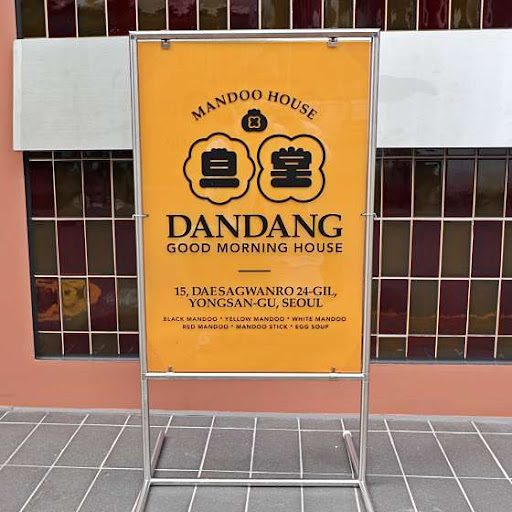 MANDOO HOUSE
旦堂
DANDANG
GOOD MORNING HOUSE
15, DAESAGWANRO 24-GIL,
YONGSAN-GU, SEOUL
BLACK MANDOO * YELLOW MANDOO * WHITE MANDOO
RED MANDOO * MANDOO STICK * EGG SOUP